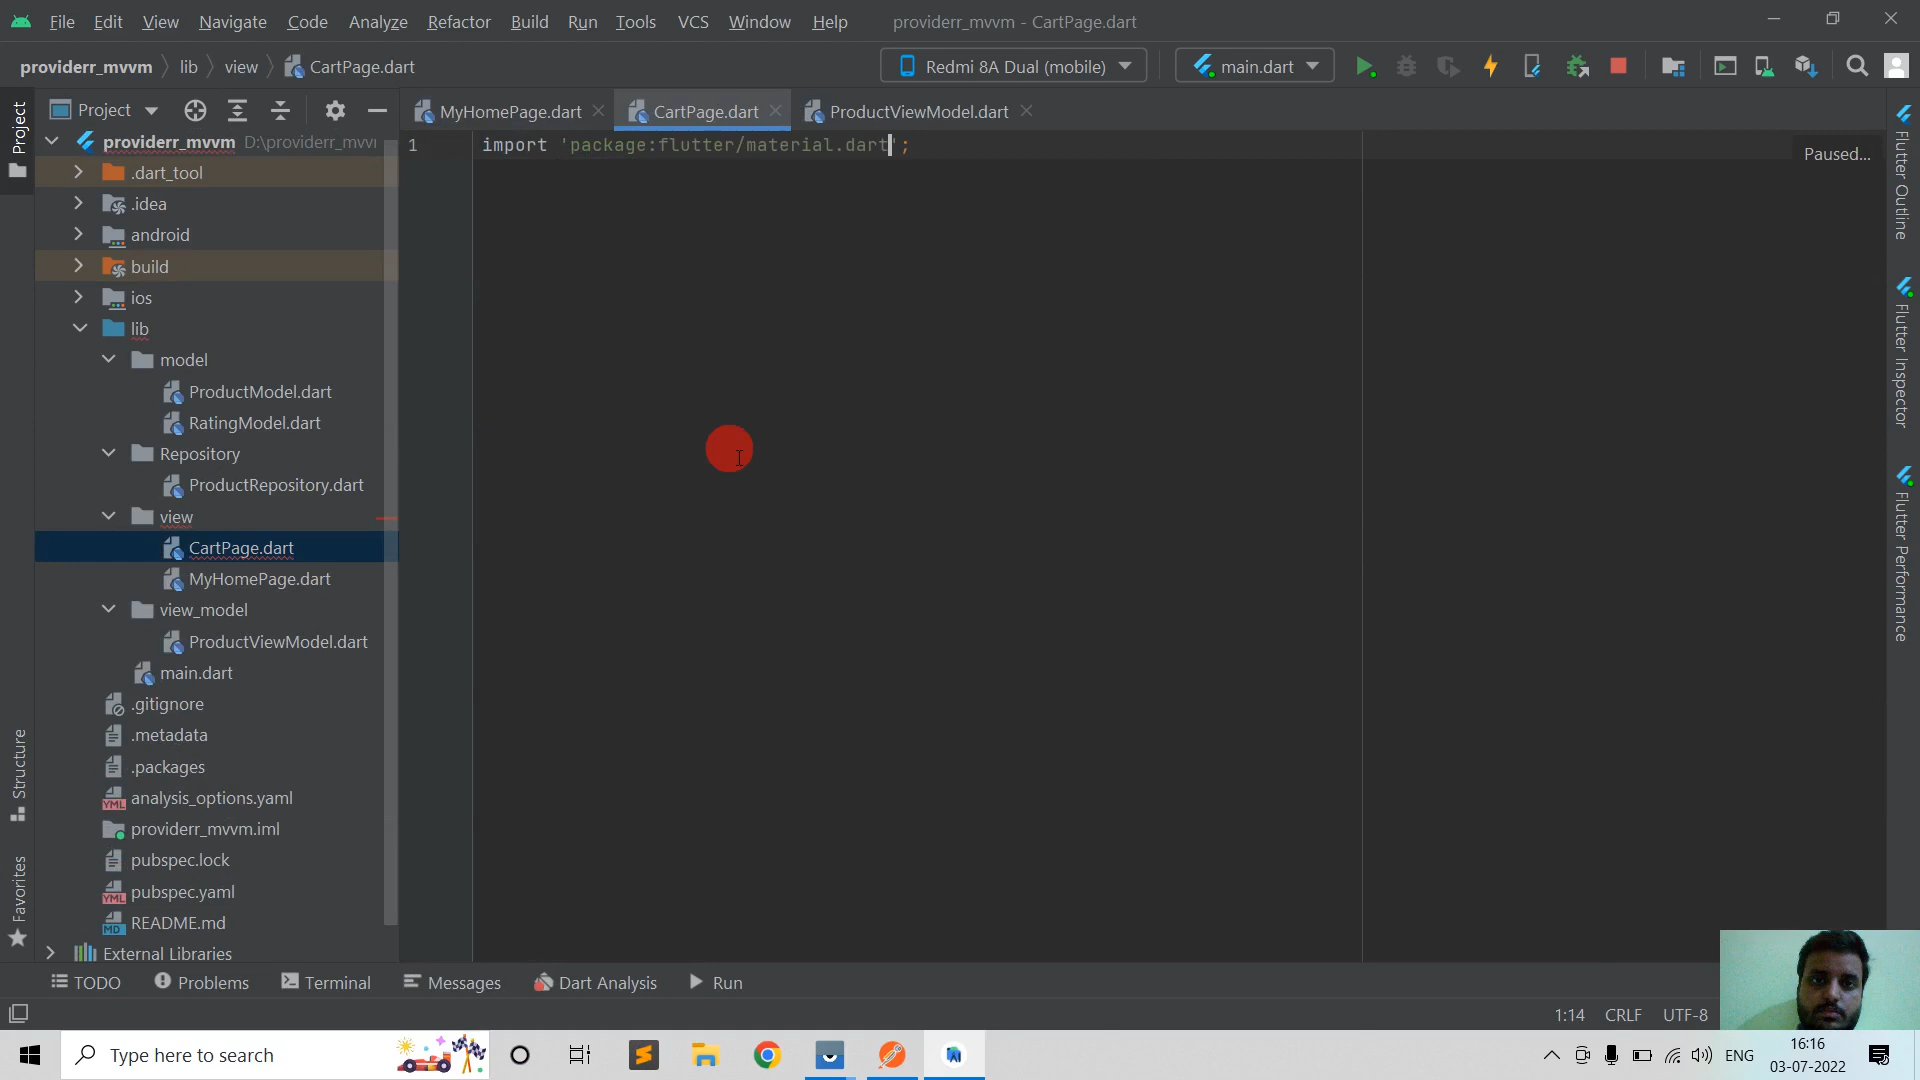 File Edit View Navigate Code Analyze Refactor Build Run Tools VCS Window Help providerr_mvvm - CartPage.dart
providerr_mvvm lib view CartPage.dart Redmi 8A Dual (mobile) main.dart
Project MyHomePage.dart CartPage.dart ProductViewModel.dart
Project
providerr_mvvm D:\providerr_mvvi
1 import 'package:flutter/material.dart';
Paused...
.dart_tool
.idea
android
build
ios
lib
model
ProductModel.dart
RatingModel.dart
Repository
ProductRepository.dart
view
CartPage.dart
MyHomePage.dart
view_model
ProductViewModel.dart
main.dart
.gitignore
.metadata
.packages
analysis_options.yaml
providerr_mvvm.iml
pubspec.lock
pubspec.yaml
README.md
External Libraries
Structure
Favorites
Flutter Outline
Flutter Inspector
Flutter Performance
TODO Problems Terminal Messages Dart Analysis Run
1:14 CRLF UTF-8
Type here to search
ENG
16:16
03-07-2022